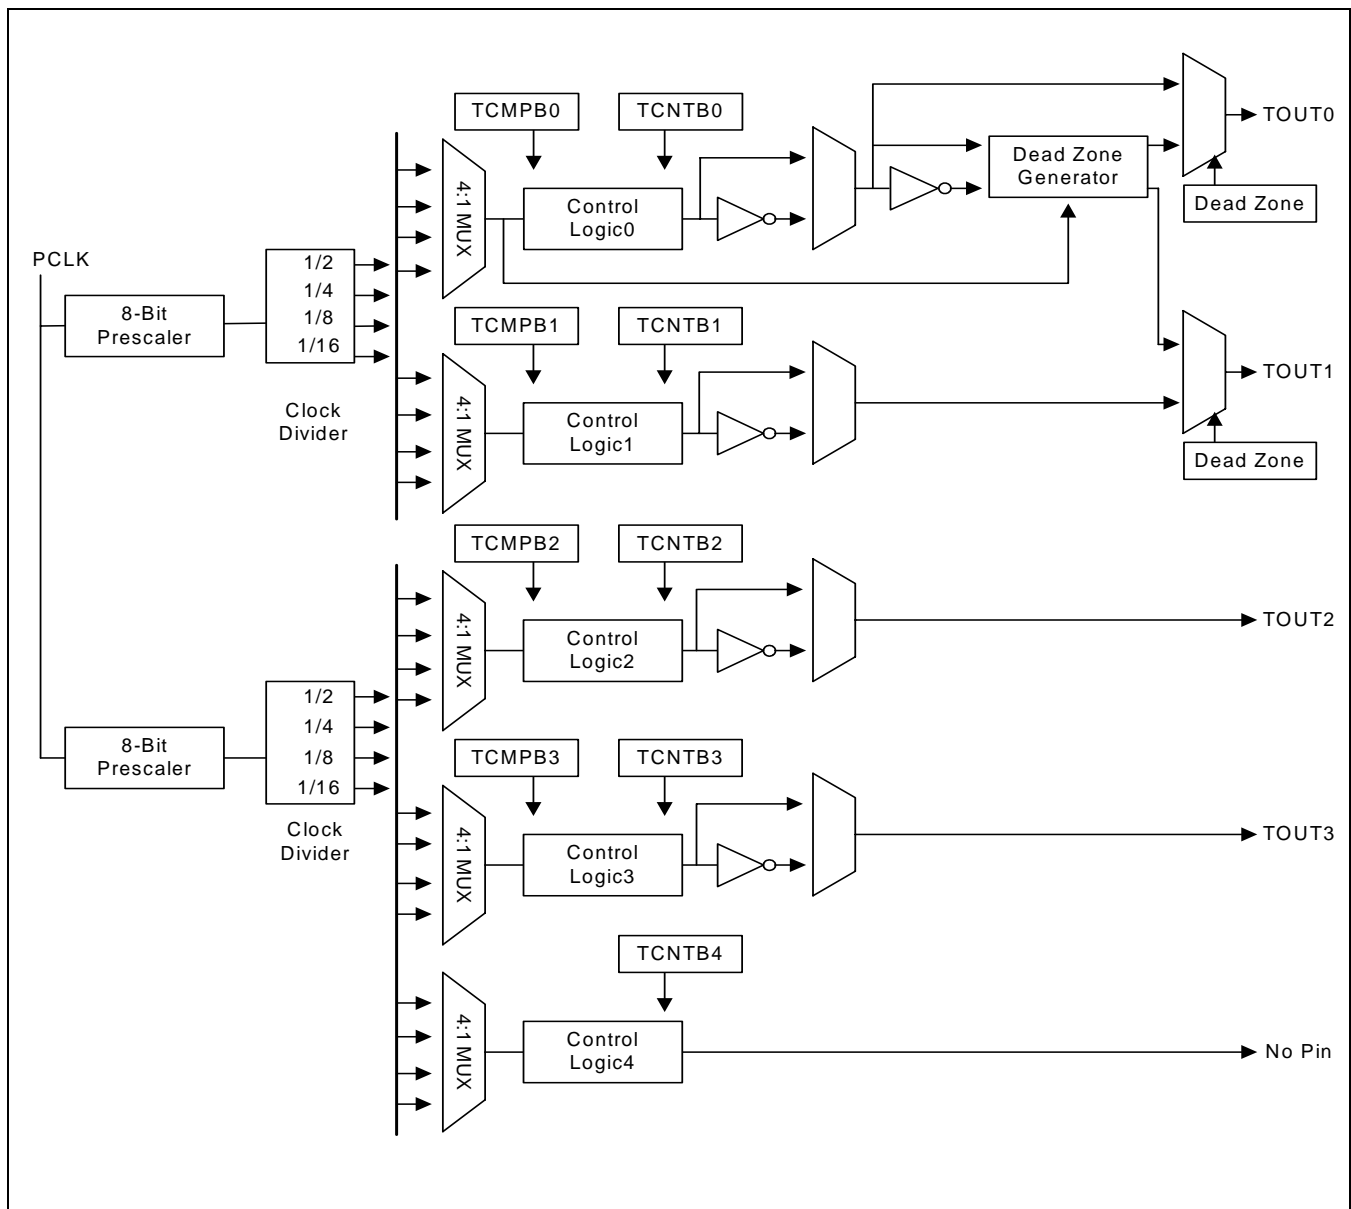 TCMPB0
TCNTB0
TOUT0
4:1 MUX
Control
Logic0
Dead Zone
Generator
Dead Zone
PCLK
8-Bit
Prescaler
1/2
1/4
1/8
1/16
Clock
Divider
TCMPB1
TCNTB1
4:1 MUX
Control
Logic1
TOUT1
Dead Zone
TCMPB2
TCNTB2
4:1 MUX
Control
Logic2
TOUT2
8-Bit
Prescaler
1/2
1/4
1/8
1/16
Clock
Divider
TCMPB3
TCNTB3
4:1 MUX
Control
Logic3
TOUT3
TCNTB4
4:1 MUX
Control
Logic4
No Pin